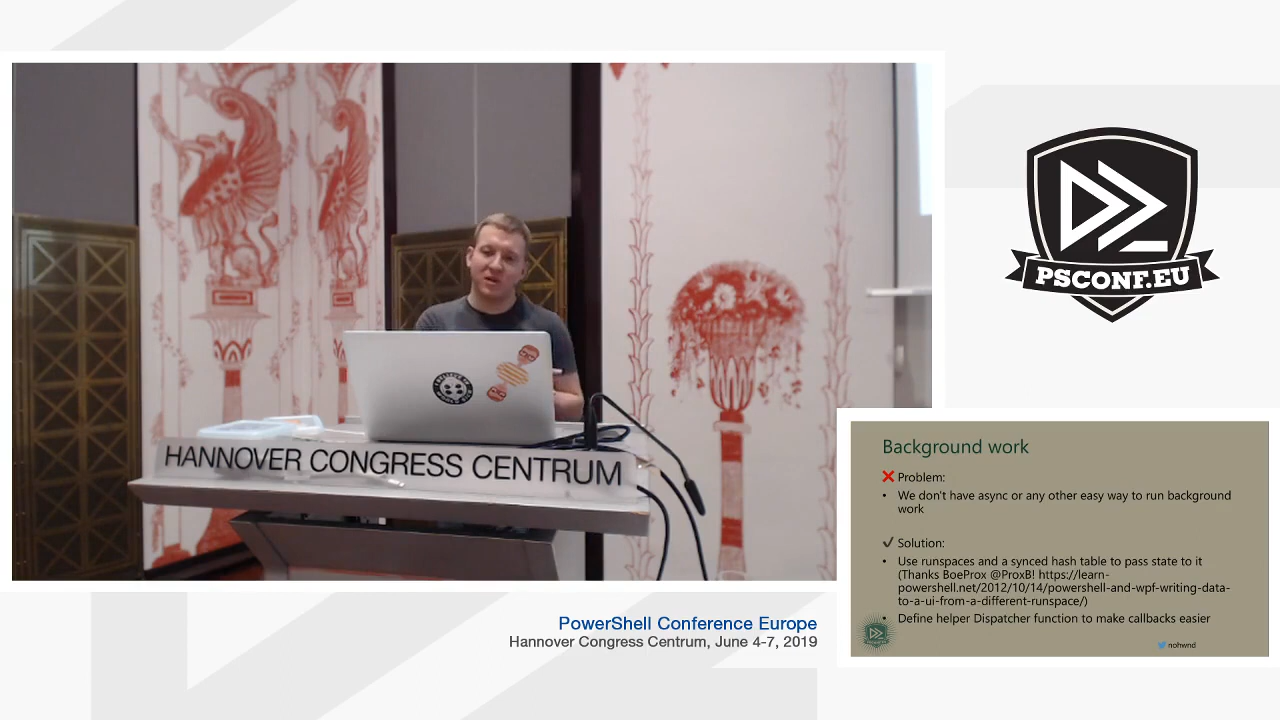 PSCONF.EU
HANNOVER CONGRESS CENTRUM
Background work
❌ Problem:
• We don't have async or any other easy way to run background
work
✓ Solution:
• Use runspaces and a synced hash table to pass state to it
(Thanks BoeProx @ProxB! https://learn-
powershell.net/2012/10/14/powershell-and-wpf-writing-data-
to-a-ui-from-a-different-runspace/)
• Define helper Dispatcher function to make callbacks easier
nohwnd
PowerShell Conference Europe
Hannover Congress Centrum, June 4-7, 2019